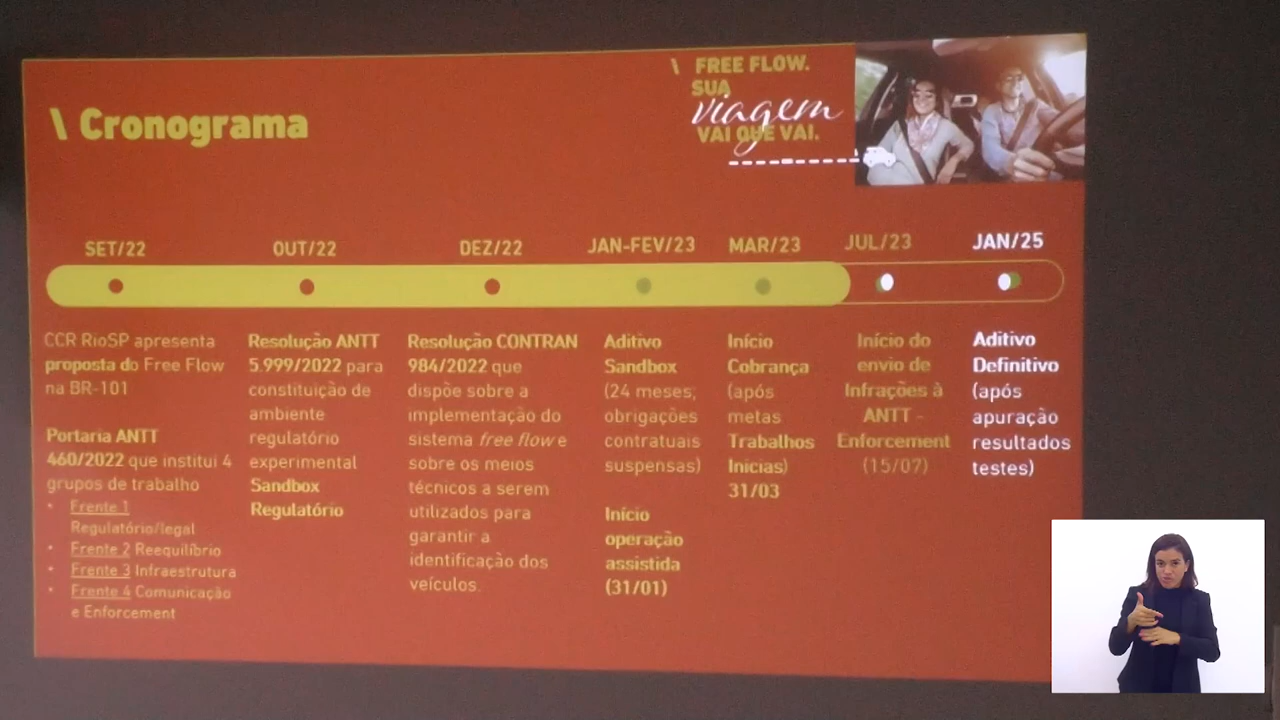 \ Cronograma
\ FREE FLOW.
SUA
viagem
VAI QUE VAI.
SET/22
OUT/22
DEZ/22
JAN-FEV/23
MAR/23
JUL/23
JAN/25
CCR RioSP apresenta
proposta do Free Flow
na BR-101
Portaria ANTT
460/2022 que institui 4
grupos de trabalho
• Frente 1
Regulatório/legal
• Frente 2 Reequilíbrio
• Frente 3 Infraestrutura
• Frente 4 Comunicação
e Enforcement
Resolução ANTT
5.999/2022 para
constituição de
ambiente
regulatório
experimental
Sandbox
Regulatório
Resolução CONTRAN
984/2022 que
dispõe sobre a
implementação do
sistema free flow e
sobre os meios
técnicos a serem
utilizados para
garantir a
identificação dos
veículos.
Aditivo
Sandbox
(24 meses;
obrigações
contratuais
suspensas)
Início
operação
assistida
(31/01)
Início
Cobrança
(após
metas
Trabalhos
Inicias)
31/03
Início do
envio de
Infrações à
ANTT -
Enforcement
(15/07)
Aditivo
Definitivo
(após
apuração
resultados
testes)